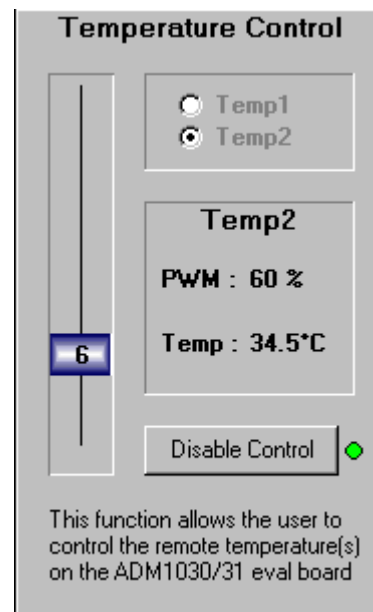 Temperature Control
Temp1
Temp2
Temp2
PWM : 60 %
Temp : 34.5°C
6
Disable Control
This function allows the user to
control the remote temperature(s)
on the ADM1030/31 eval board